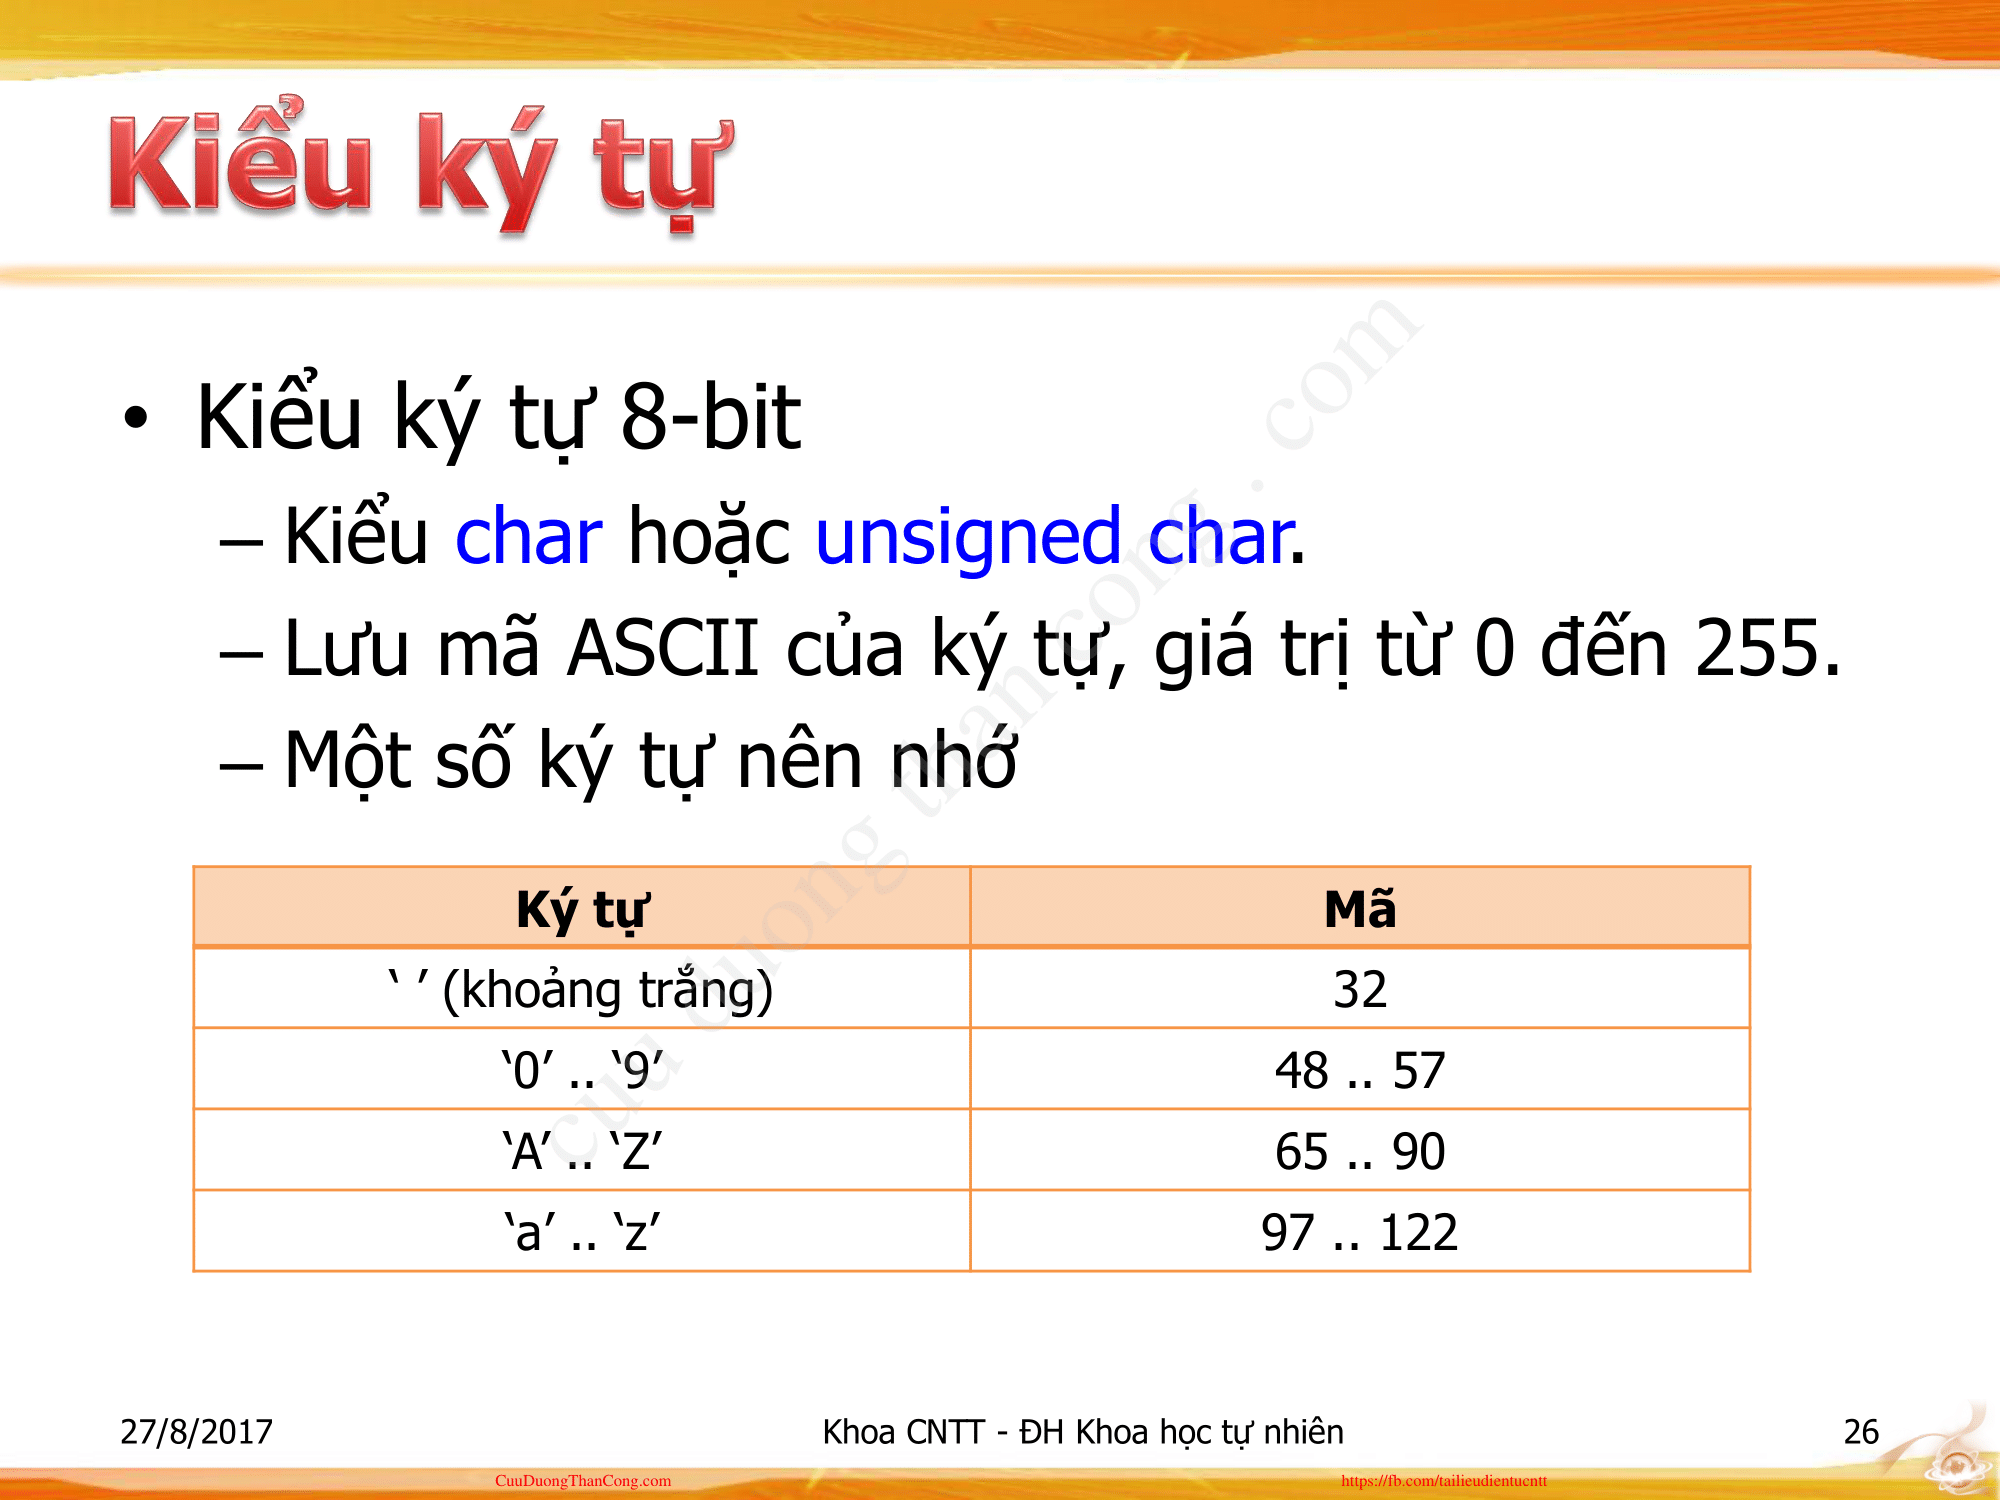 Kiểu ký tự
• Kiểu ký tự 8-bit
– Kiểu char hoặc unsigned char.
– Lưu mã ASCII của ký tự, giá trị từ 0 đến 255.
– Một số ký tự nên nhớ
Ký tự Mã
‘ ’ (khoảng trắng) 32
‘0’ .. ‘9’ 48 .. 57
‘A’ .. ‘Z’ 65 .. 90
‘a’ .. ‘z’ 97 .. 122
cuu duong than cong . com
27/8/2017 Khoa CNTT - ĐH Khoa học tự nhiên 26
CuuDuongThanCong.com https://fb.com/tailieudientucntt